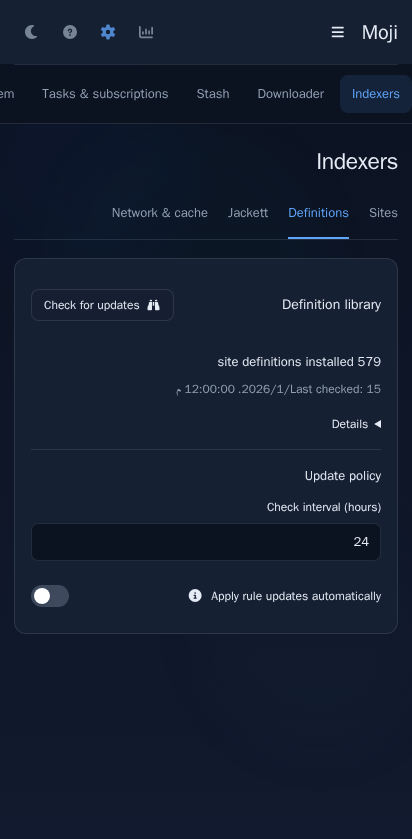 Moji
Indexers
Downloader
Stash
Tasks & subscriptions
em
Indexers
Sites
Definitions
Jackett
Network & cache
Definition library
Check for updates
site definitions installed 579
م 12:00:00 .2026/1/Last checked: 15
Details
Update policy
Check interval (hours)
24
Apply rule updates automatically